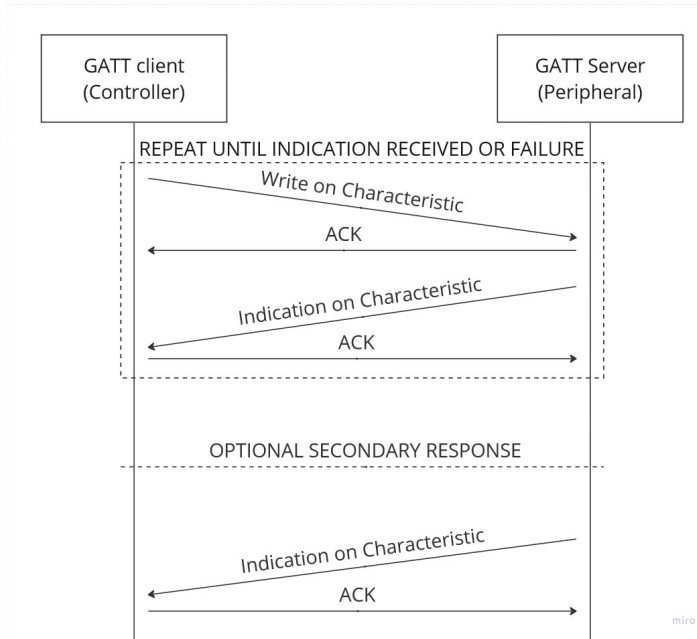 GATT client
(Controller)
GATT Server
(Peripheral)
REPEAT UNTIL INDICATION RECEIVED OR FAILURE
Write on Characteristic
ACK
Indication on Characteristic
ACK
OPTIONAL SECONDARY RESPONSE
Indication on Characteristic
ACK
miro